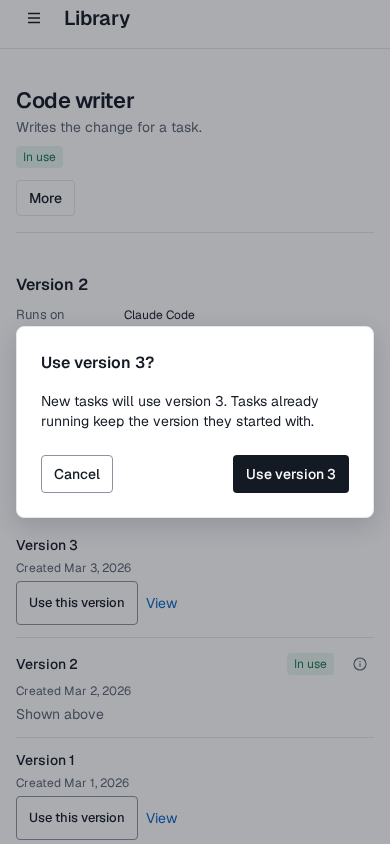 Library
Code writer
Writes the change for a task.
In use
More
Version 2
Runs on Claude Code
Use version 3?
New tasks will use version 3. Tasks already
running keep the version they started with.
Cancel Use version 3
Version 3
Created Mar 3, 2026
Use this version View
Version 2 In use
Created Mar 2, 2026
Shown above
Version 1
Created Mar 1, 2026
Use this version View